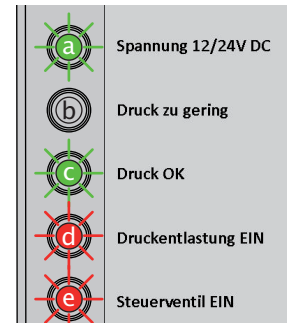 a Spannung 12/24V DC
b Druck zu gering
c Druck OK
d Druckentlastung EIN
e Steuerventil EIN